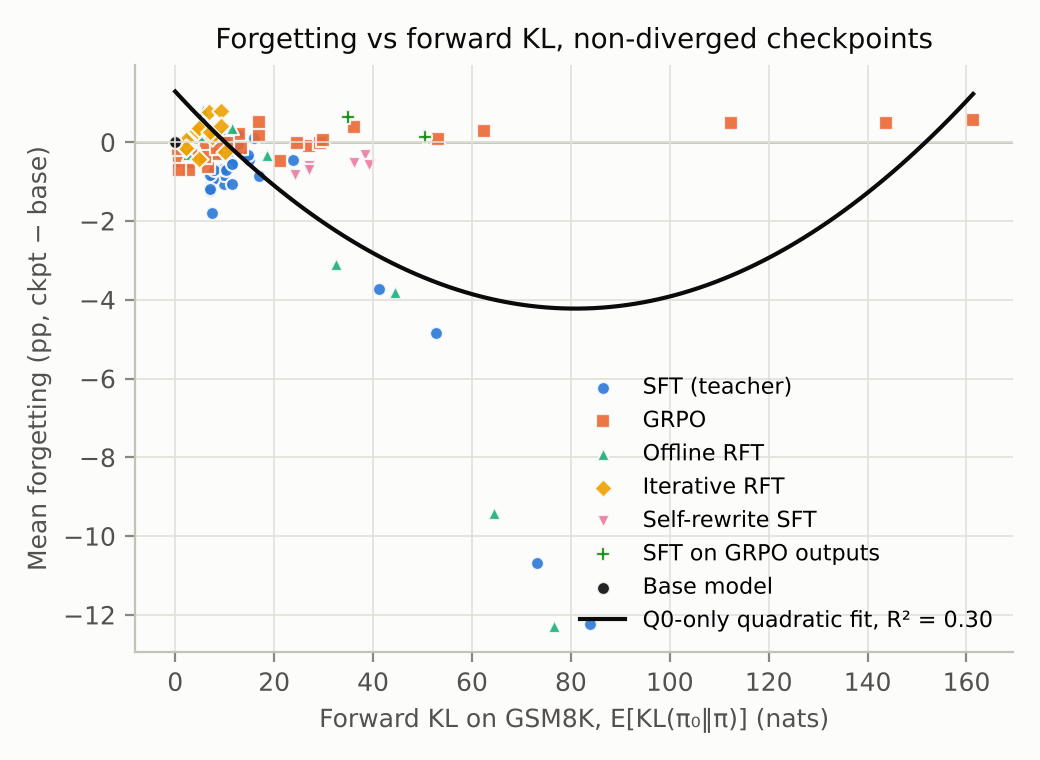 Forgetting vs forward KL, non-diverged checkpoints
Mean forgetting (pp, ckpt − base)
0
−2
−4
−6
−8
−10
−12
SFT (teacher)
GRPO
Offline RFT
Iterative RFT
Self-rewrite SFT
SFT on GRPO outputs
Base model
Q0-only quadratic fit, R² = 0.30
0 20 40 60 80 100 120 140 160
Forward KL on GSM8K, E[KL(π₀‖π)] (nats)